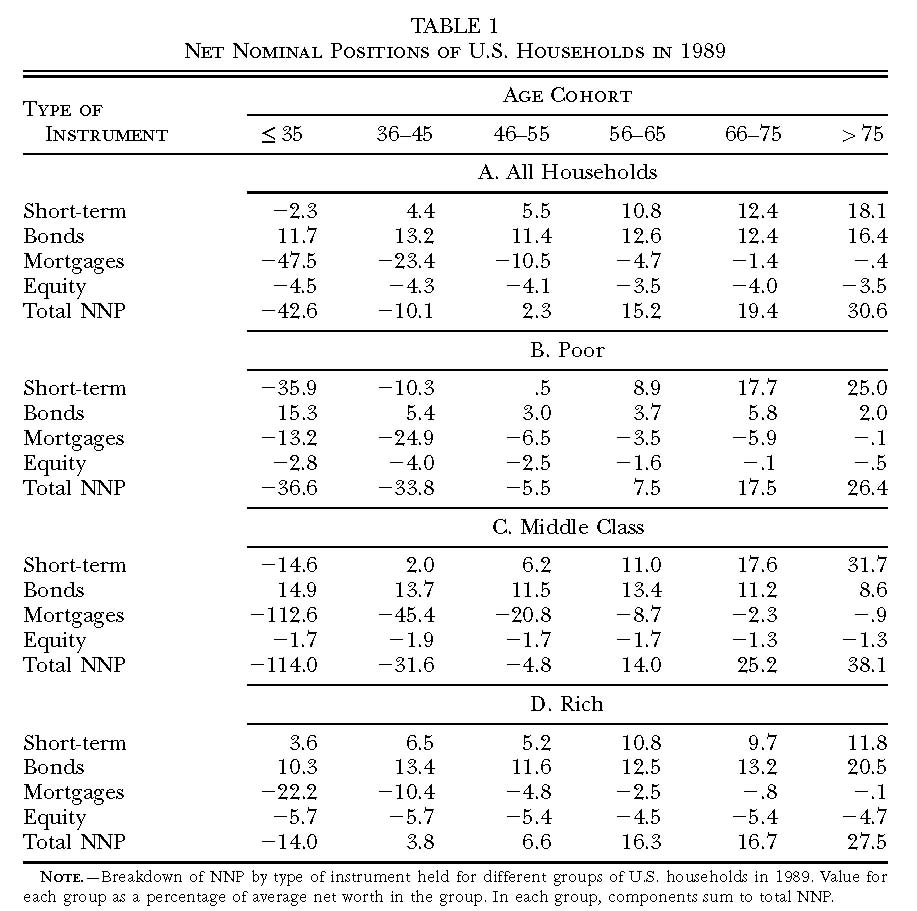 TABLE 1
Net Nominal Positions of U.S. Households in 1989
Age Cohort
Type of
Instrument ≤ 35 36–45 46–55 56–65 66–75 > 75
A. All Households
Short-term −2.3 4.4 5.5 10.8 12.4 18.1
Bonds 11.7 13.2 11.4 12.6 12.4 16.4
Mortgages −47.5 −23.4 −10.5 −4.7 −1.4 −.4
Equity −4.5 −4.3 −4.1 −3.5 −4.0 −3.5
Total NNP −42.6 −10.1 2.3 15.2 19.4 30.6
B. Poor
Short-term −35.9 −10.3 .5 8.9 17.7 25.0
Bonds 15.3 5.4 3.0 3.7 5.8 2.0
Mortgages −13.2 −24.9 −6.5 −3.5 −5.9 −.1
Equity −2.8 −4.0 −2.5 −1.6 −.1 −.5
Total NNP −36.6 −33.8 −5.5 7.5 17.5 26.4
C. Middle Class
Short-term −14.6 2.0 6.2 11.0 17.6 31.7
Bonds 14.9 13.7 11.5 13.4 11.2 8.6
Mortgages −112.6 −45.4 −20.8 −8.7 −2.3 −.9
Equity −1.7 −1.9 −1.7 −1.7 −1.3 −1.3
Total NNP −114.0 −31.6 −4.8 14.0 25.2 38.1
D. Rich
Short-term 3.6 6.5 5.2 10.8 9.7 11.8
Bonds 10.3 13.4 11.6 12.5 13.2 20.5
Mortgages −22.2 −10.4 −4.8 −2.5 −.8 −.1
Equity −5.7 −5.7 −5.4 −4.5 −5.4 −4.7
Total NNP −14.0 3.8 6.6 16.3 16.7 27.5
Note.—Breakdown of NNP by type of instrument held for different groups of U.S. households in 1989. Value for
each group as a percentage of average net worth in the group. In each group, components sum to total NNP.